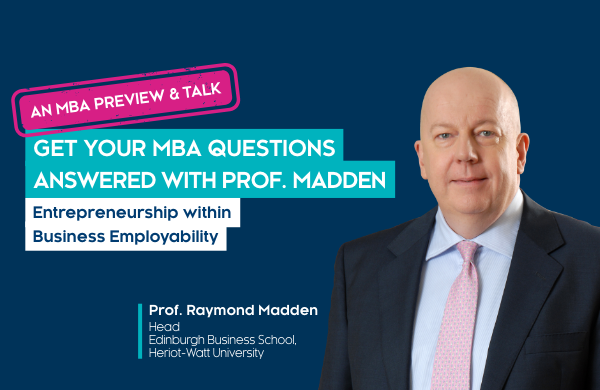 AN MBA PREVIEW & TALK
GET YOUR MBA QUESTIONS
ANSWERED WITH PROF. MADDEN
Entrepreneurship within
Business Employability
Prof. Raymond Madden
Head
Edinburgh Business School,
Heriot-Watt University